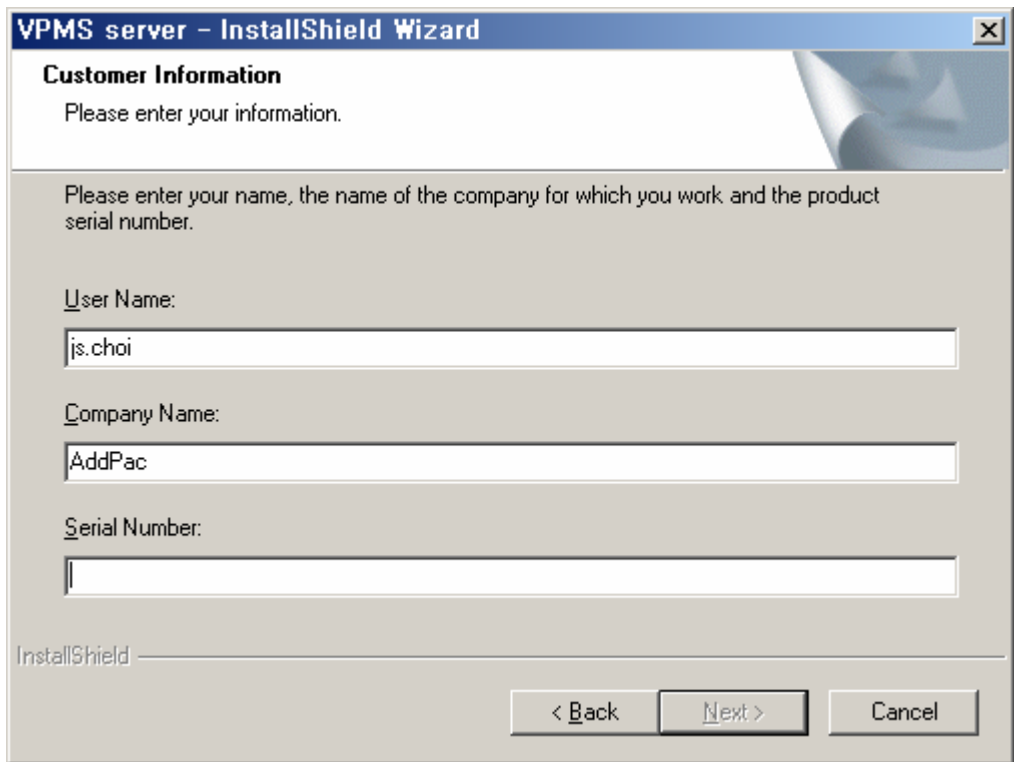 VPMS server - InstallShield Wizard
Customer Information
Please enter your information.
Please enter your name, the name of the company for which you work and the product
serial number.
User Name:
js.choi
Company Name:
AddPac
Serial Number:
InstallShield
< Back
Next >
Cancel